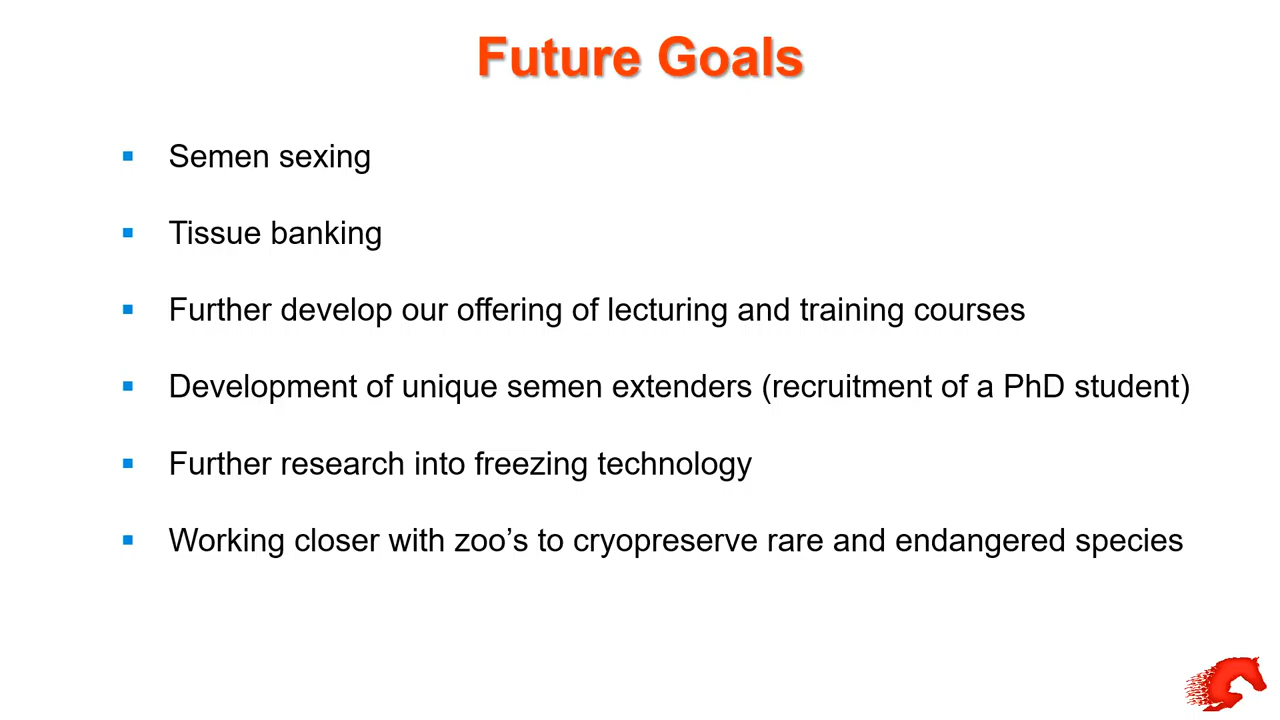 Future Goals
Semen sexing
Tissue banking
Further develop our offering of lecturing and training courses
Development of unique semen extenders (recruitment of a PhD student)
Further research into freezing technology
Working closer with zoo’s to cryopreserve rare and endangered species